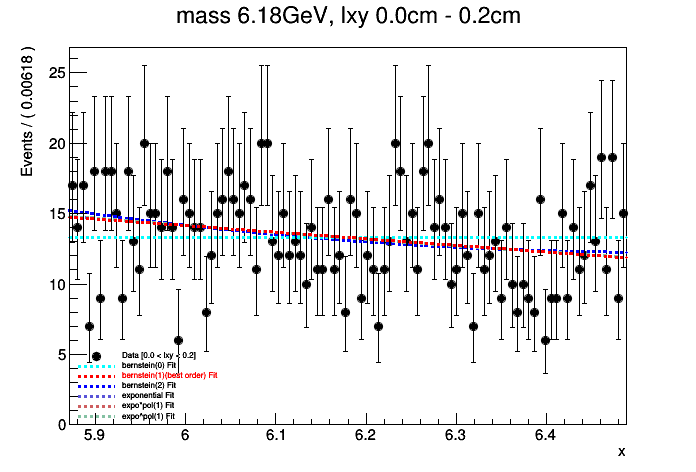 mass 6.18GeV, lxy 0.0cm - 0.2cm
Events / ( 0.00618 )
25
20
15
10
5
0
Data [0.0 < lxy < 0.2]
bernstein(0) Fit
bernstein(1)(best order) Fit
bernstein(2) Fit
exponential Fit
expo*pol(1) Fit
expo^pol(1) Fit
5.9 6 6.1 6.2 6.3 6.4
x